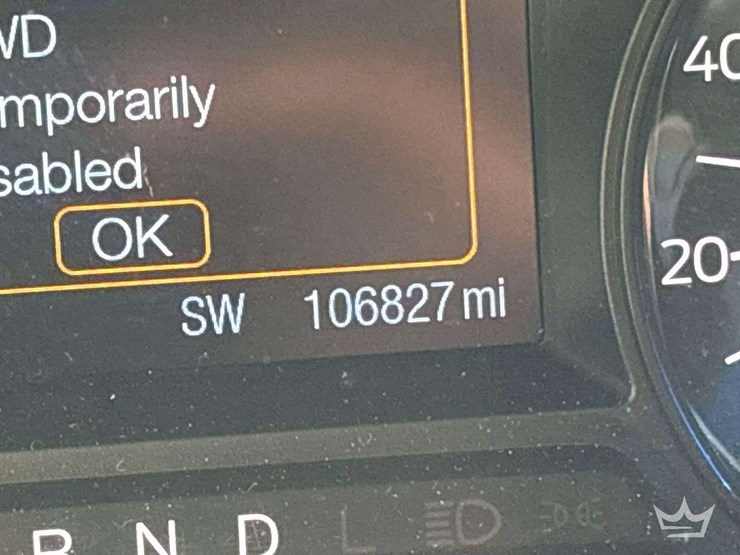 WD
mporarily
sabled
OK
SW 106827 mi
40
20
R N D L